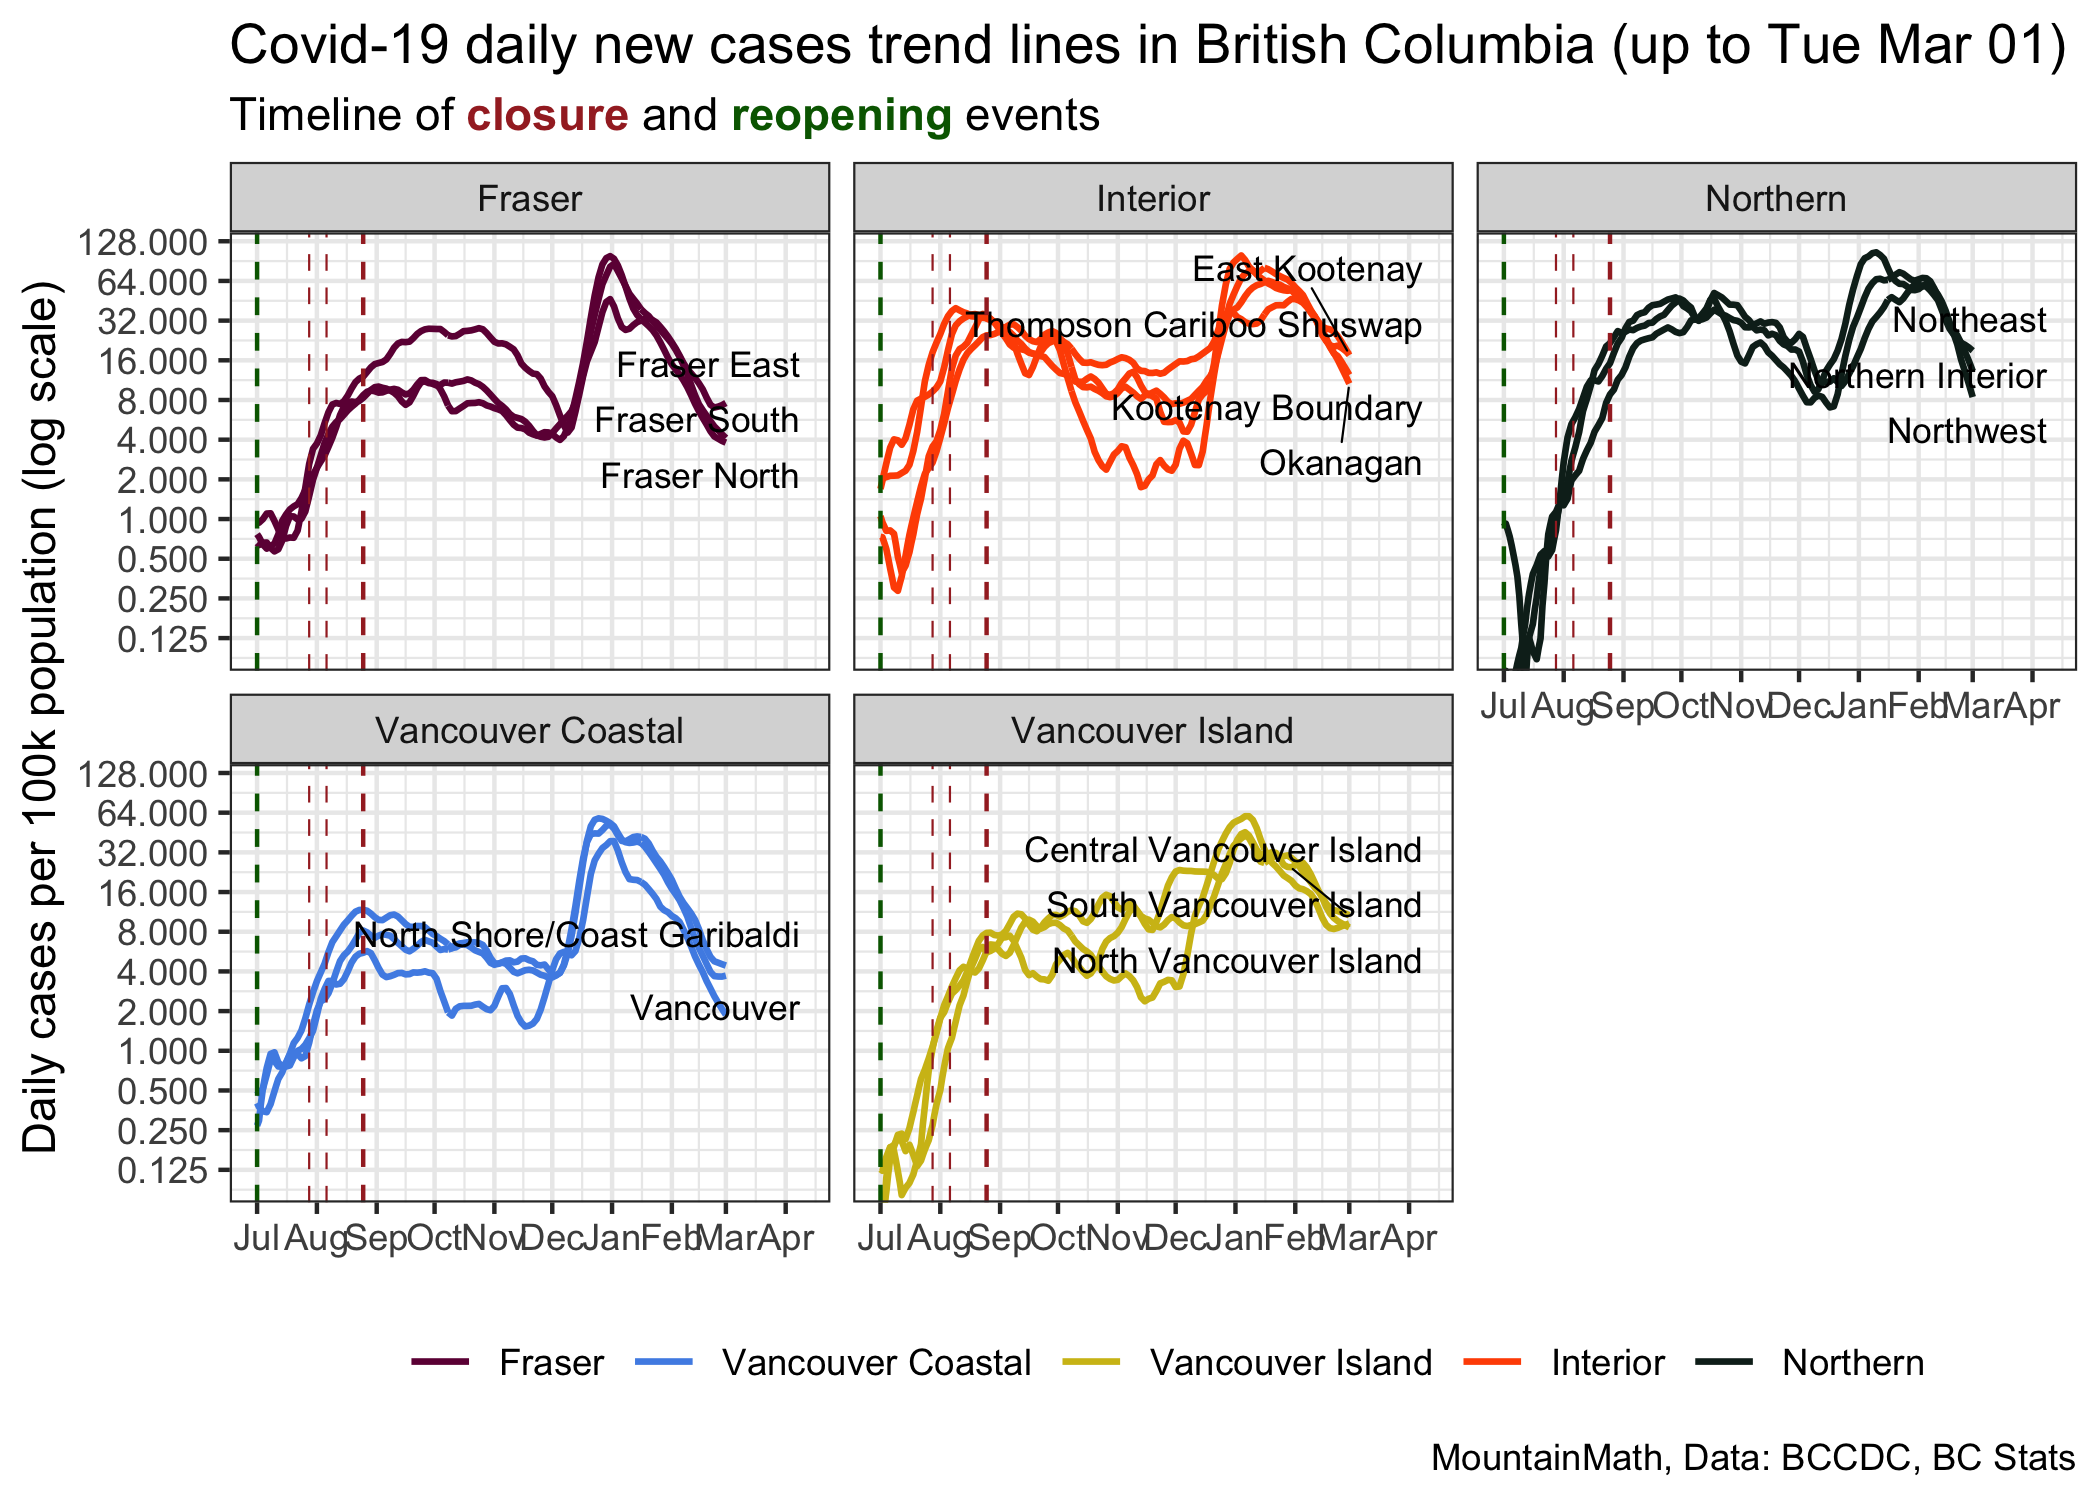 Covid-19 daily new cases trend lines in British Columbia (up to Tue Mar 01)
Timeline of closure and reopening events
Daily cases per 100k population (log scale)
Fraser
128.000
64.000
32.000
16.000
8.000
4.000
2.000
1.000
0.500
0.250
0.125
Fraser East
Fraser South
Fraser North
Interior
East Kootenay
Thompson Cariboo Shuswap
Kootenay Boundary
Okanagan
Northern
Northeast
Northern Interior
Northwest
Jul Aug Sep Oct Nov Dec Jan Feb Mar Apr
Vancouver Coastal
128.000
64.000
32.000
16.000
8.000
4.000
2.000
1.000
0.500
0.250
0.125
North Shore/Coast Garibaldi
Vancouver
Jul Aug Sep Oct Nov Dec Jan Feb Mar Apr
Vancouver Island
Central Vancouver Island
South Vancouver Island
North Vancouver Island
Jul Aug Sep Oct Nov Dec Jan Feb Mar Apr
Fraser Vancouver Coastal Vancouver Island Interior Northern
MountainMath, Data: BCCDC, BC Stats